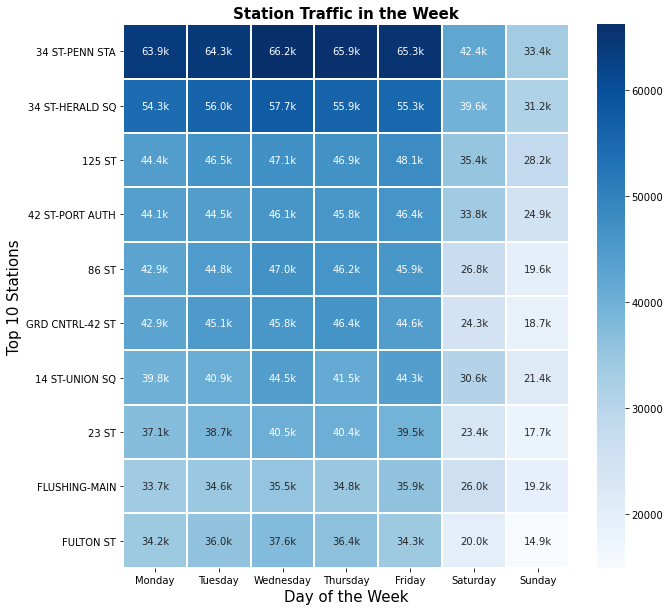 Station Traffic in the Week
Top 10 Stations
34 ST-PENN STA 63.9k 64.3k 66.2k 65.9k 65.3k 42.4k 33.4k
34 ST-HERALD SQ 54.3k 56.0k 57.7k 55.9k 55.3k 39.6k 31.2k
125 ST 44.4k 46.5k 47.1k 46.9k 48.1k 35.4k 28.2k
42 ST-PORT AUTH 44.1k 44.5k 46.1k 45.8k 46.4k 33.8k 24.9k
86 ST 42.9k 44.8k 47.0k 46.2k 45.9k 26.8k 19.6k
GRD CNTRL-42 ST 42.9k 45.1k 45.8k 46.4k 44.6k 24.3k 18.7k
14 ST-UNION SQ 39.8k 40.9k 44.5k 41.5k 44.3k 30.6k 21.4k
23 ST 37.1k 38.7k 40.5k 40.4k 39.5k 23.4k 17.7k
FLUSHING-MAIN 33.7k 34.6k 35.5k 34.8k 35.9k 26.0k 19.2k
FULTON ST 34.2k 36.0k 37.6k 36.4k 34.3k 20.0k 14.9k
Monday Tuesday Wednesday Thursday Friday Saturday Sunday
Day of the Week
60000
50000
40000
30000
20000